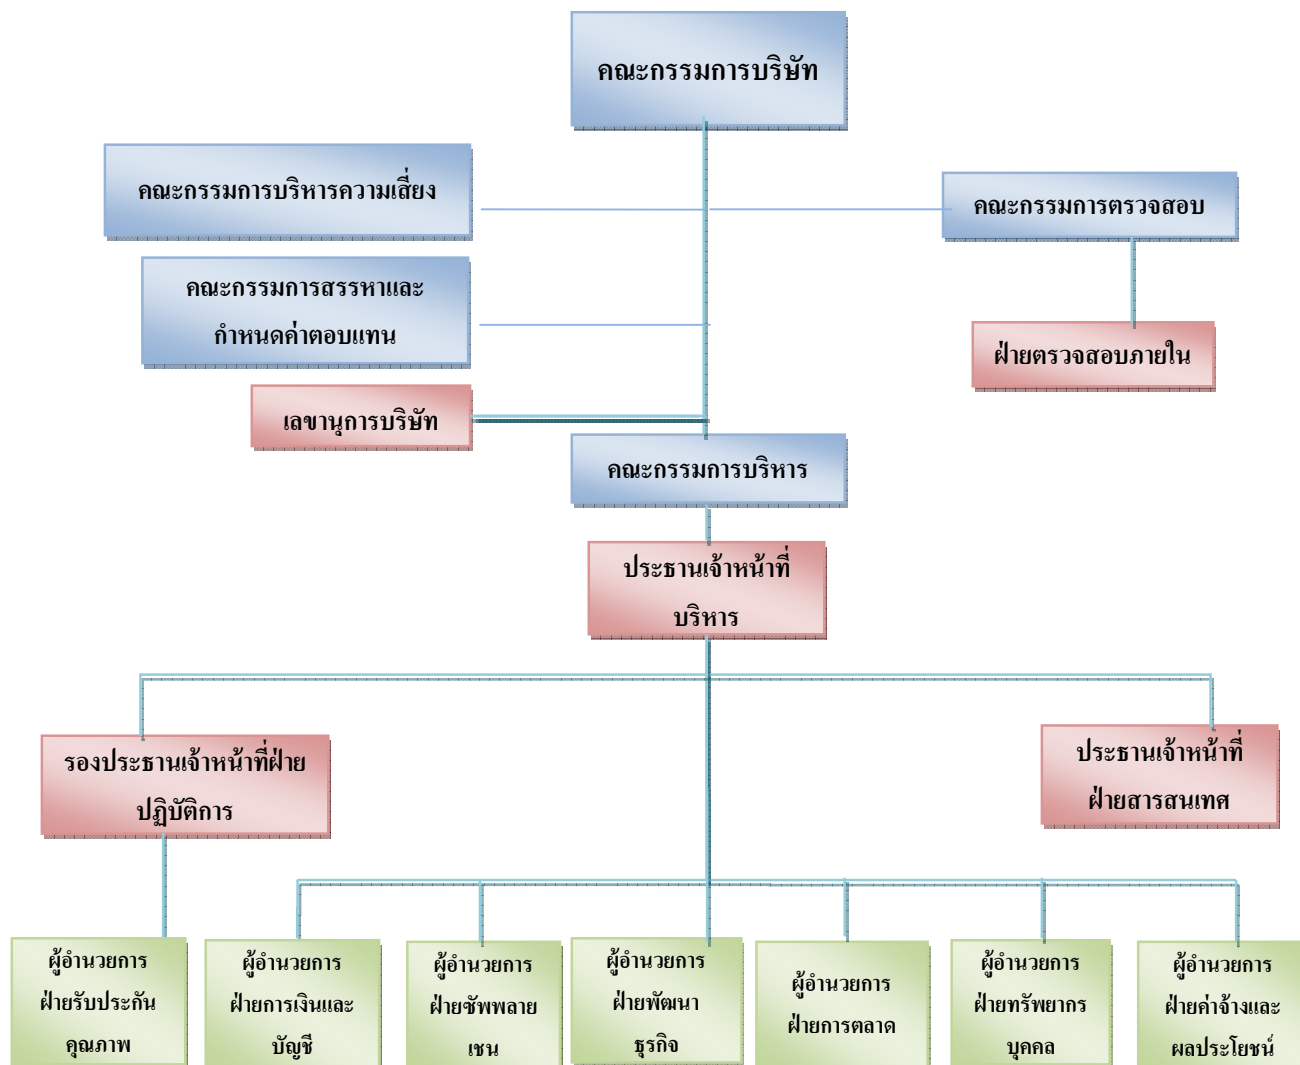 คณะกรรมการบริษัท
คณะกรรมการบริหารความเสี่ยง
คณะกรรมการตรวจสอบ
คณะกรรมการสรรหาและ
กำหนดค่าตอบแทน
ฝ่ายตรวจสอบภายใน
เลขานุการบริษัท
คณะกรรมการบริหาร
ประธานเจ้าหน้าที่
บริหาร
รองประธานเจ้าหน้าที่ฝ่าย
ปฏิบัติการ
ประธานเจ้าหน้าที่
ฝ่ายสารสนเทศ
ผู้อำนวยการ
ฝ่ายรับประกัน
คุณภาพ
ผู้อำนวยการ
ฝ่ายการเงินและ
บัญชี
ผู้อำนวยการ
ฝ่ายซัพพลาย
เชน
ผู้อำนวยการ
ฝ่ายพัฒนา
ธุรกิจ
ผู้อำนวยการ
ฝ่ายการตลาด
ผู้อำนวยการ
ฝ่ายทรัพยากร
บุคคล
ผู้อำนวยการ
ฝ่ายค่าจ้างและ
ผลประโยชน์